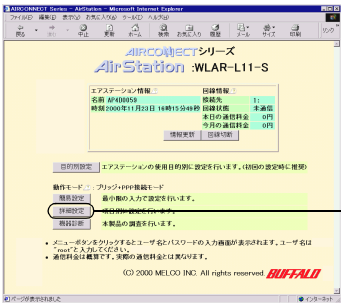 AIRCONNECT Series - AirStation - Microsoft Internet Explorer
ファイル(F) 編集(E) 表示(V) お気に入り(A) ツール(T) ヘルプ(H)
戻る 中止 更新 ホーム 検索 お気に入り 履歴 メール サイズ 印刷 リンク
AIRCONNECTシリーズ
AirStation :WLAR-L11-S
エアステーション情報 回線情報
名前 AP4D0059 接続先 1:
時刻 2000年11月23日 16時15分49秒 回線状態 未通信
本日の通信料金 0円
今月の通信料金 0円
情報更新 回線切断
目的別設定 エアステーションの使用目的別に設定を行います。(初回の設定時に推奨)
動作モード : ブリッジ+PPP接続モード
簡易設定 最小限の入力で設定を行います。
詳細設定 項目別に設定を行います。
機器診断 本製品の調査を行います。
• メニューボタンをクリックするとユーザ名とパスワードの入力画面が表示されます。ユーザ名は
"root"と入力してください。
• 通信料金は概算です。実際の通信料金とは異なります。
(C) 2000 MELCO INC. All rights reserved. BUFFALO
ページが表示されました インターネット